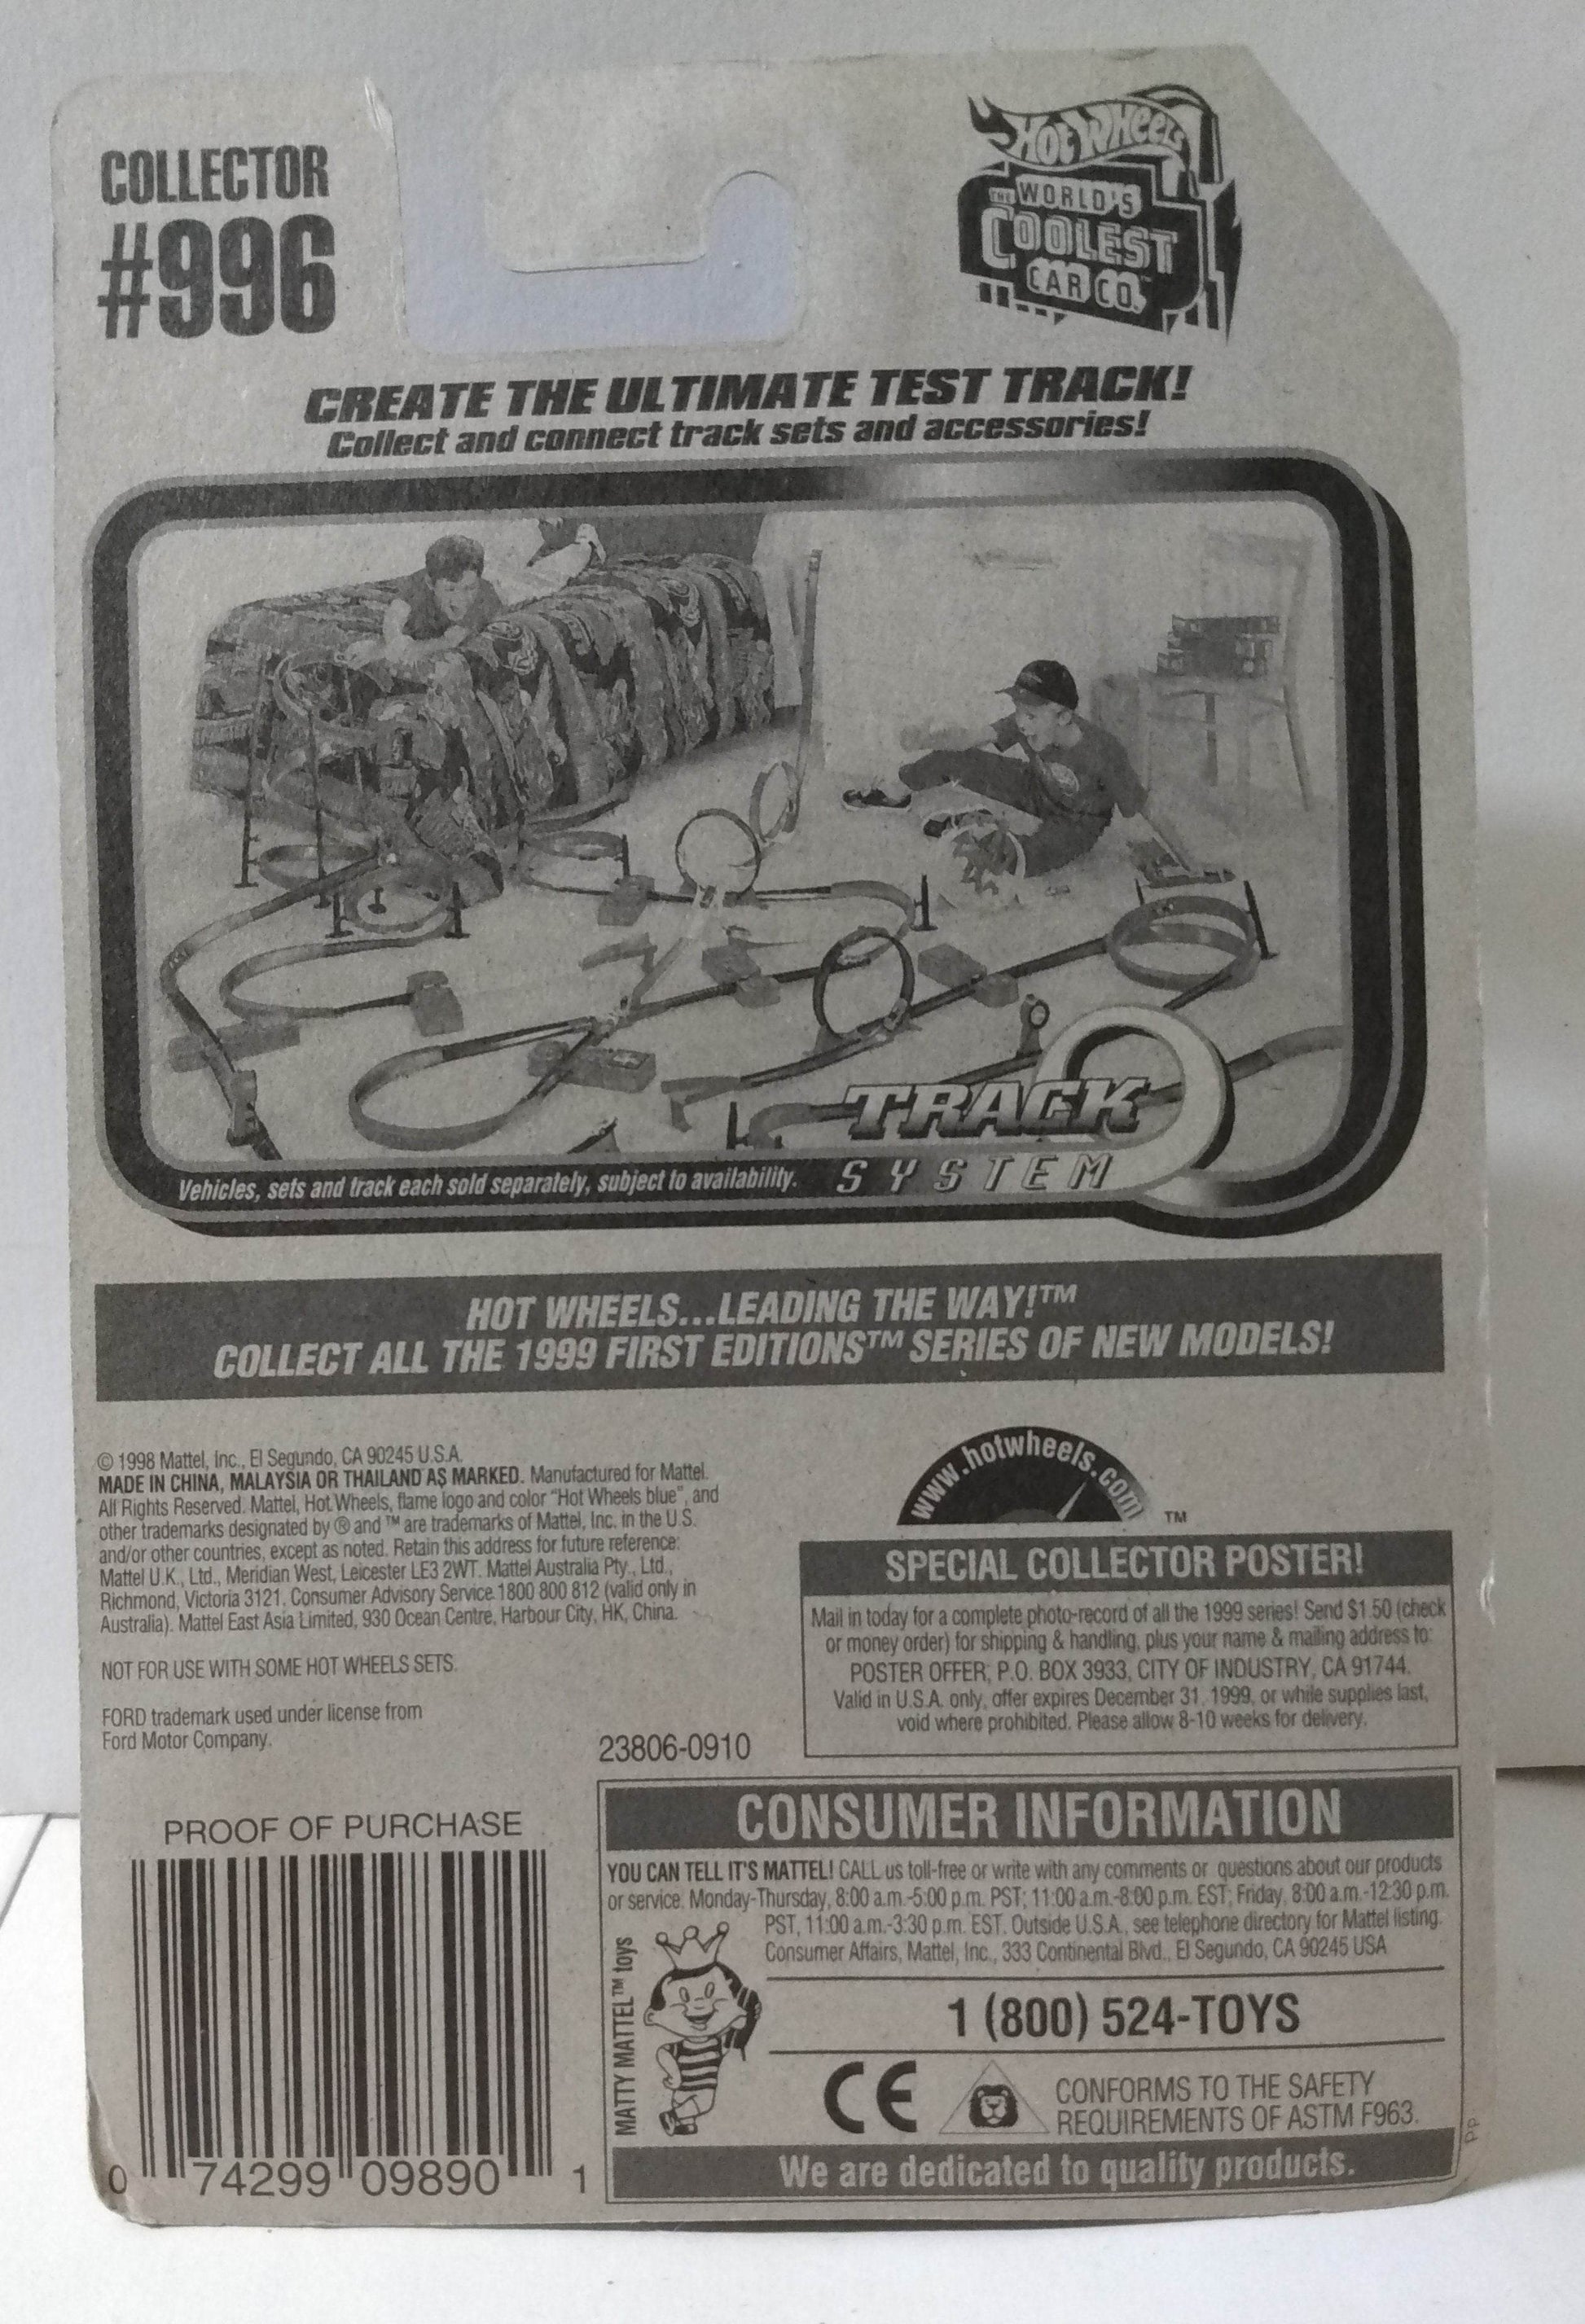 COLLECTOR
#996
HOT WHEELS
THE WORLD'S
COOLEST
CAR CO.™
CREATE THE ULTIMATE TEST TRACK!
Collect and connect track sets and accessories!
TRACK
SYSTEM
Vehicles, sets and track each sold separately, subject to availability.
HOT WHEELS...LEADING THE WAY!™
COLLECT ALL THE 1999 FIRST EDITIONS™ SERIES OF NEW MODELS!
© 1998 Mattel, Inc., El Segundo, CA 90245 U.S.A.
MADE IN CHINA, MALAYSIA OR THAILAND AS MARKED. Manufactured for Mattel.
All Rights Reserved. Mattel, Hot Wheels, flame logo and color "Hot Wheels blue", and
other trademarks designated by ® and ™ are trademarks of Mattel, Inc. in the U.S.
and/or other countries, except as noted. Retain this address for future reference:
Mattel U.K., Ltd., Meridian West, Leicester LE3 2WT. Mattel Australia Pty., Ltd.,
Richmond, Victoria 3121. Consumer Advisory Service 1800 800 812 (valid only in
Australia). Mattel East Asia Limited, 930 Ocean Centre, Harbour City, HK, China.
NOT FOR USE WITH SOME HOT WHEELS SETS.
FORD trademark used under license from
Ford Motor Company.
23806-0910
www.hotwheels.com ™
SPECIAL COLLECTOR POSTER!
Mail in today for a complete photo-record of all the 1999 series! Send $1.50 (check
or money order) for shipping & handling, plus your name & mailing address to:
POSTER OFFER, P.O. BOX 3933, CITY OF INDUSTRY, CA 91744.
Valid in U.S.A. only, offer expires December 31, 1999, or while supplies last,
void where prohibited. Please allow 8-10 weeks for delivery.
PROOF OF PURCHASE
0 74299 09890 1
CONSUMER INFORMATION
YOU CAN TELL IT'S MATTEL! CALL us toll-free or write with any comments or questions about our products
or service. Monday-Thursday, 8:00 a.m.-5:00 p.m. PST; 11:00 a.m.-8:00 p.m. EST; Friday, 8:00 a.m.-12:30 p.m.
PST, 11:00 a.m.-3:30 p.m. EST. Outside U.S.A., see telephone directory for Mattel listing.
Consumer Affairs, Mattel, Inc., 333 Continental Blvd., El Segundo, CA 90245 USA
MATTY MATTEL™ toys
1 (800) 524-TOYS
CE
CONFORMS TO THE SAFETY
REQUIREMENTS OF ASTM F963.
PP
We are dedicated to quality products.